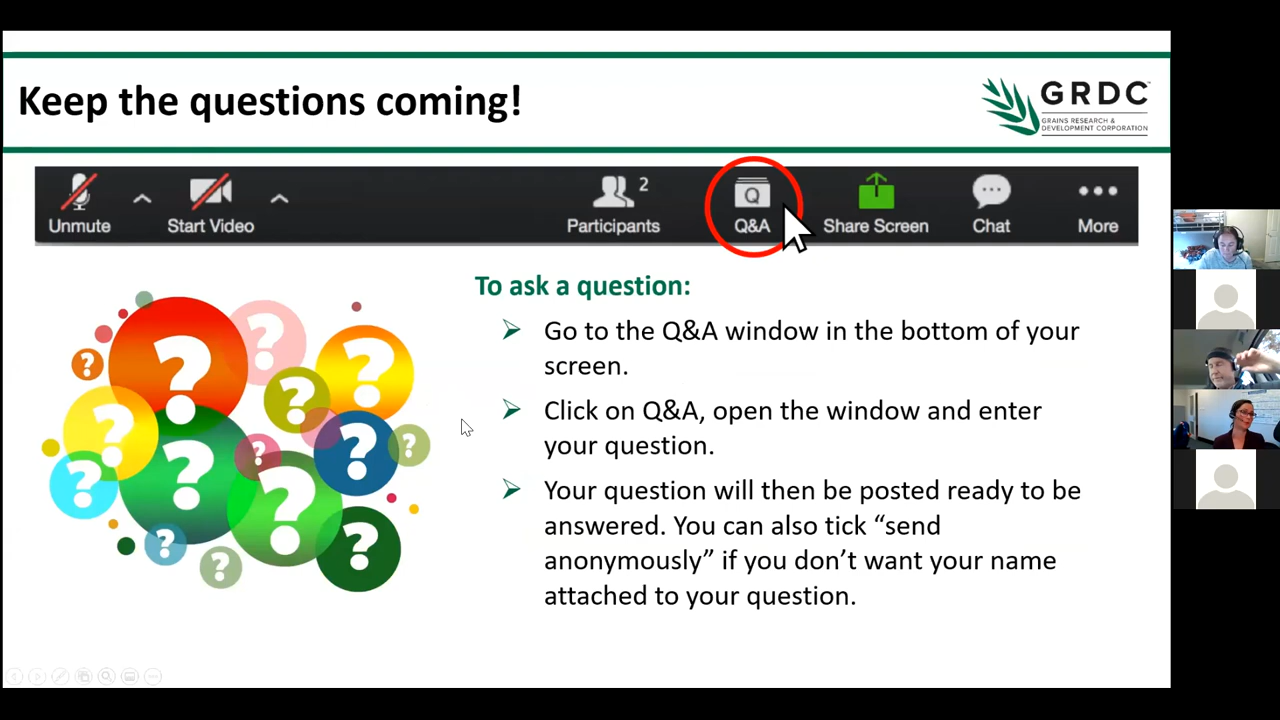 Keep the questions coming!
GRDC™
GRAINS RESEARCH &
DEVELOPMENT CORPORATION
Unmute
Start Video
Participants
2
Q
Q&A
Share Screen
Chat
More
To ask a question:
Go to the Q&A window in the bottom of your
screen.
Click on Q&A, open the window and enter
your question.
Your question will then be posted ready to be
answered. You can also tick “send
anonymously” if you don’t want your name
attached to your question.
? ? ? ? ? ? ? ? ? ? ? ? ? ?